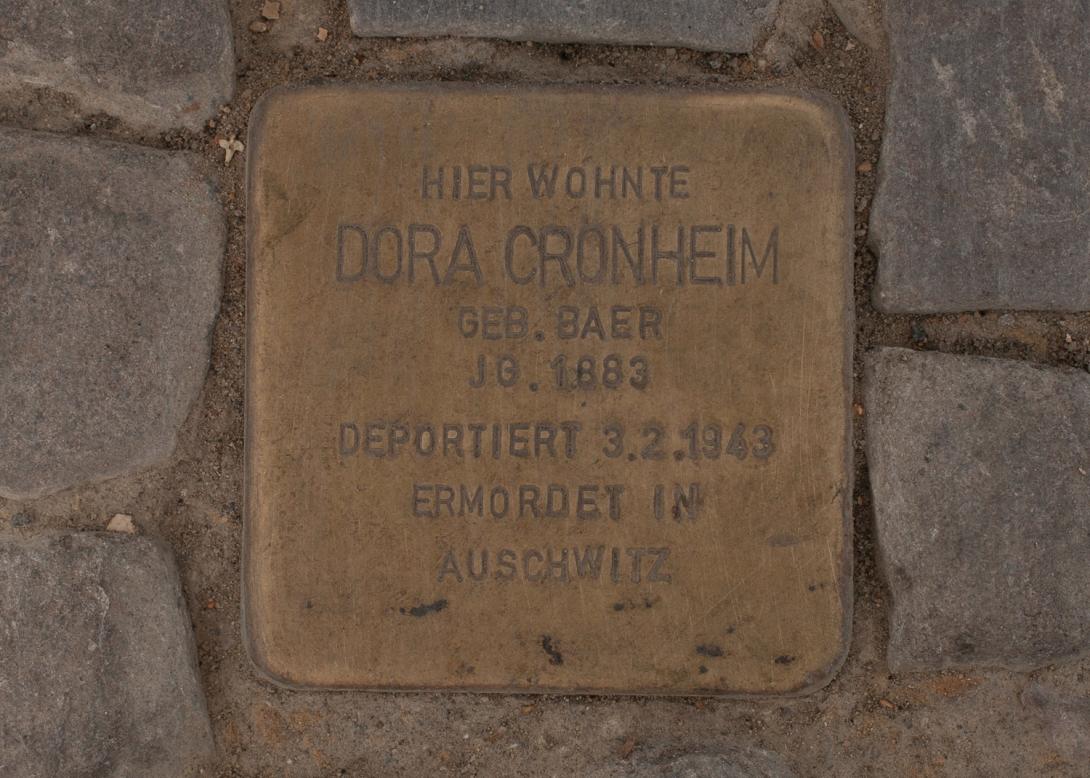 HIER WOHNTE
DORA CRONHEIM
GEB. BAER
JG. 1883
DEPORTIERT 3.2.1943
ERMORDET IN
AUSCHWITZ